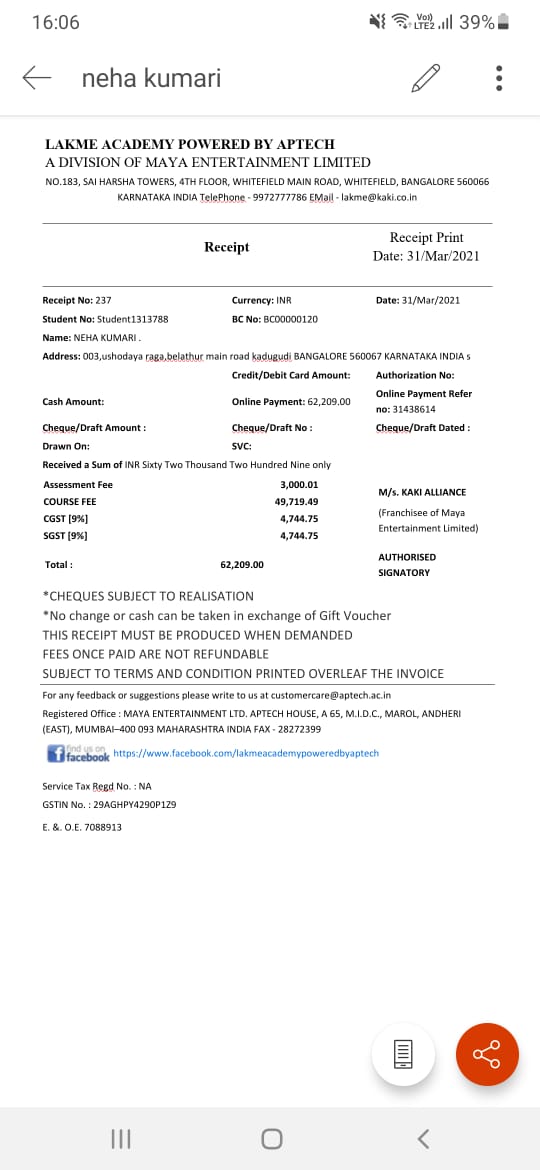 16:06
Vo))
LTE2 39%
neha kumari
LAKME ACADEMY POWERED BY APTECH
A DIVISION OF MAYA ENTERTAINMENT LIMITED
NO.183, SAI HARSHA TOWERS, 4TH FLOOR, WHITEFIELD MAIN ROAD, WHITEFIELD, BANGALORE 560066
KARNATAKA INDIA TelePhone - 9972777786 EMail - lakme@kaki.co.in
Receipt
Receipt Print
Date: 31/Mar/2021
Receipt No: 237 Currency: INR Date: 31/Mar/2021
Student No: Student1313788 BC No: BC00000120
Name: NEHA KUMARI .
Address: 003,ushodaya raga,belathur main road kadugudi BANGALORE 560067 KARNATAKA INDIA s
Credit/Debit Card Amount: Authorization No:
Cash Amount: Online Payment: 62,209.00 Online Payment Refer
no: 31438614
Cheque/Draft Amount : Cheque/Draft No : Cheque/Draft Dated :
Drawn On: SVC:
Received a Sum of INR Sixty Two Thousand Two Hundred Nine only
Assessment Fee 3,000.01
COURSE FEE 49,719.49
CGST [9%] 4,744.75
SGST [9%] 4,744.75
M/s. KAKI ALLIANCE
(Franchisee of Maya
Entertainment Limited)
Total : 62,209.00
AUTHORISED
SIGNATORY
*CHEQUES SUBJECT TO REALISATION
*No change or cash can be taken in exchange of Gift Voucher
THIS RECEIPT MUST BE PRODUCED WHEN DEMANDED
FEES ONCE PAID ARE NOT REFUNDABLE
SUBJECT TO TERMS AND CONDITION PRINTED OVERLEAF THE INVOICE
For any feedback or suggestions please write to us at customercare@aptech.ac.in
Registered Office : MAYA ENTERTAINMENT LTD. APTECH HOUSE, A 65, M.I.D.C., MAROL, ANDHERI
(EAST), MUMBAI–400 093 MAHARASHTRA INDIA FAX - 28272399
find us on
facebook https://www.facebook.com/lakmeacademypoweredbyaptech
Service Tax Regd No. : NA
GSTIN No. : 29AGHPY4290P1Z9
E. &. O.E. 7088913